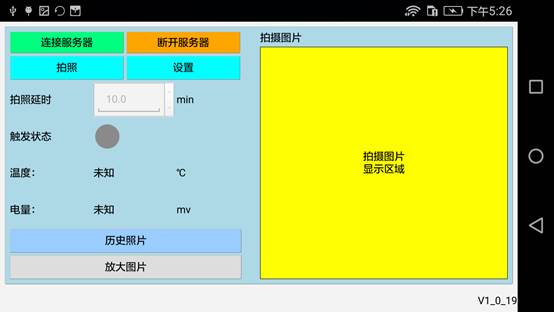 下午5:26
连接服务器
断开服务器
拍照
设置
拍照延时
10.0
min
触发状态
温度:
未知
℃
电量:
未知
mv
历史照片
放大图片
拍摄图片
拍摄图片
显示区域
V1_0_19